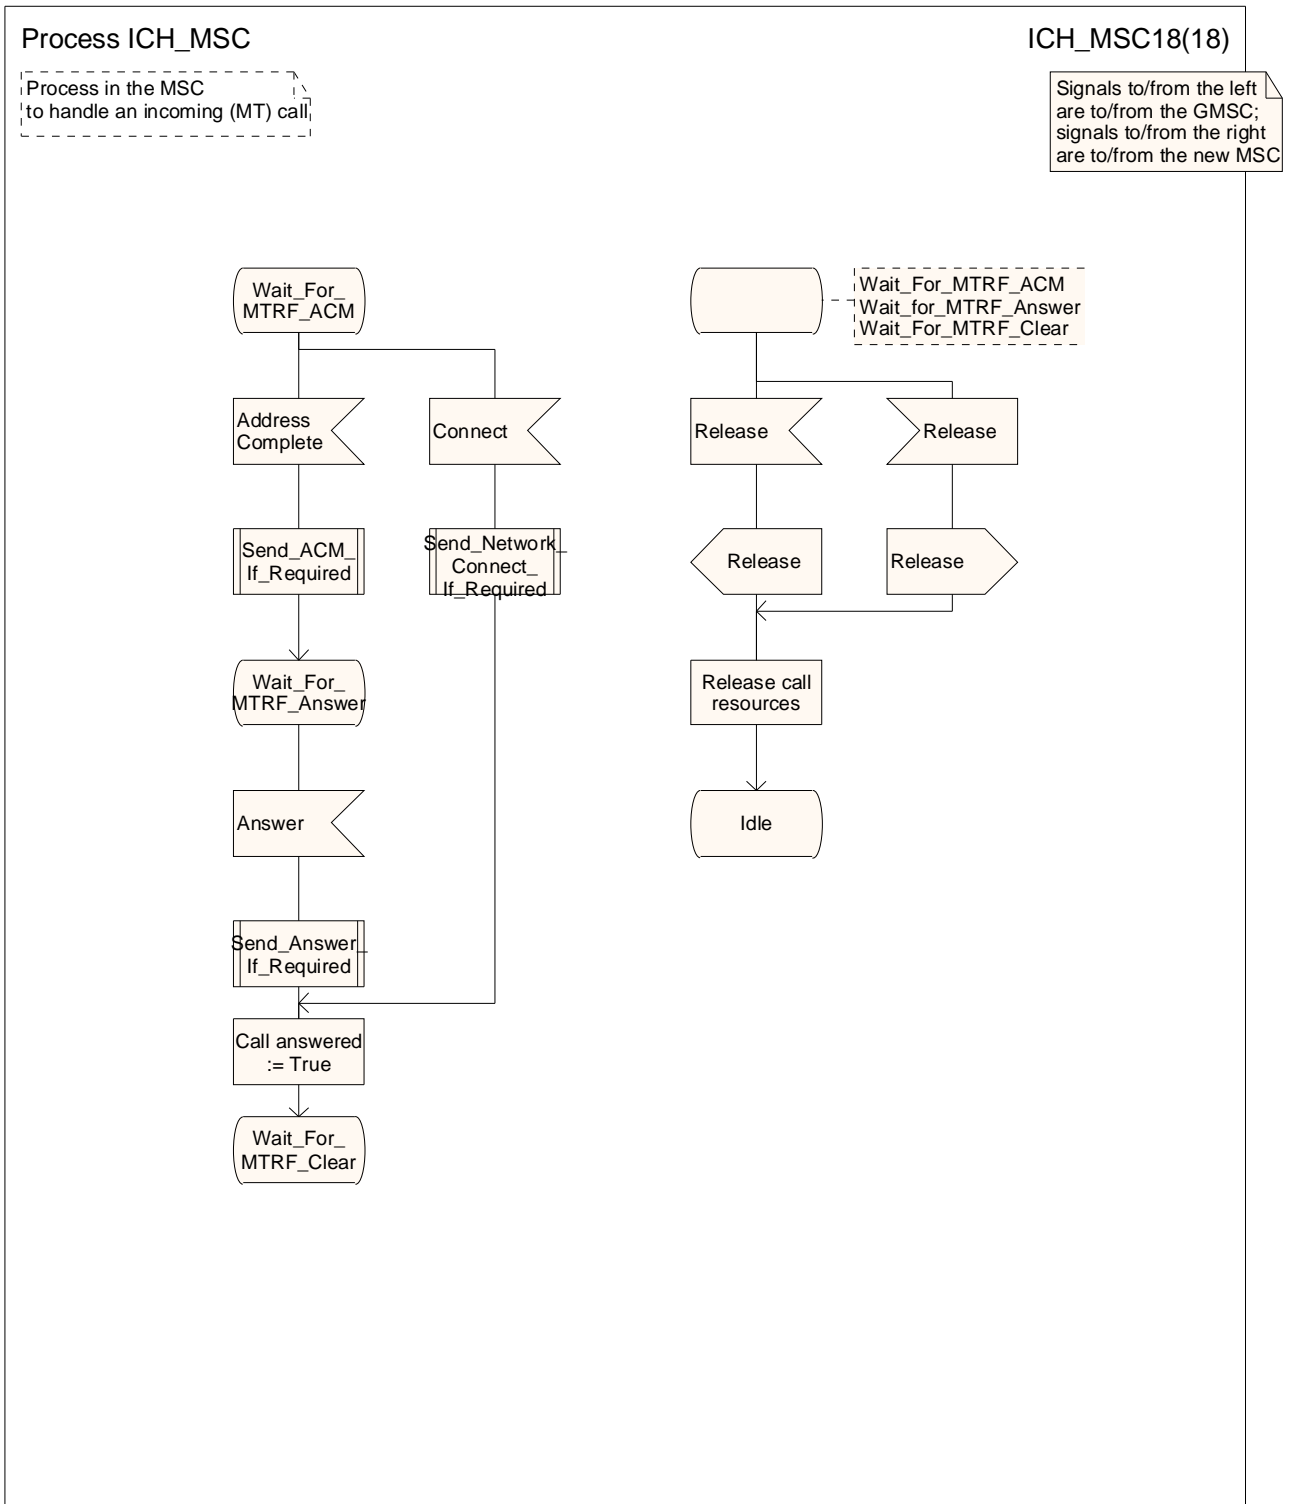 Process ICH_MSC
ICH_MSC18(18)
Process in the MSC
to handle an incoming (MT) call
Signals to/from the left
are to/from the GMSC;
signals to/from the right
are to/from the new MSC
Wait_For_
MTRF_ACM
Address
Complete
Connect
Send_ACM_
If_Required
Send_Network_
Connect_
If_Required
Wait_For_
MTRF_Answer
Answer
Send_Answer_
If_Required
Call answered
:= True
Wait_For_
MTRF_Clear
Wait_For_MTRF_ACM
Wait_for_MTRF_Answer
Wait_For_MTRF_Clear
Release
Release
Release
Release
Release call
resources
Idle